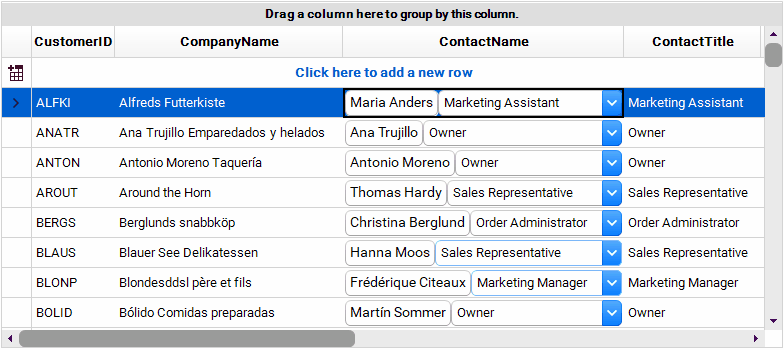 Drag a column here to group by this column.
CustomerID CompanyName ContactName ContactTitle
Click here to add a new row
ALFKI Alfreds Futterkiste Maria Anders Marketing Assistant Marketing Assistant
ANATR Ana Trujillo Emparedados y helados Ana Trujillo Owner Owner
ANTON Antonio Moreno Taquería Antonio Moreno Owner Owner
AROUT Around the Horn Thomas Hardy Sales Representative Sales Representative
BERGS Berglunds snabbköp Christina Berglund Order Administrator Order Administrator
BLAUS Blauer See Delikatessen Hanna Moos Sales Representative Sales Representative
BLONP Blondesddsl père et fils Frédérique Citeaux Marketing Manager Marketing Manager
BOLID Bólido Comidas preparadas Martín Sommer Owner Owner